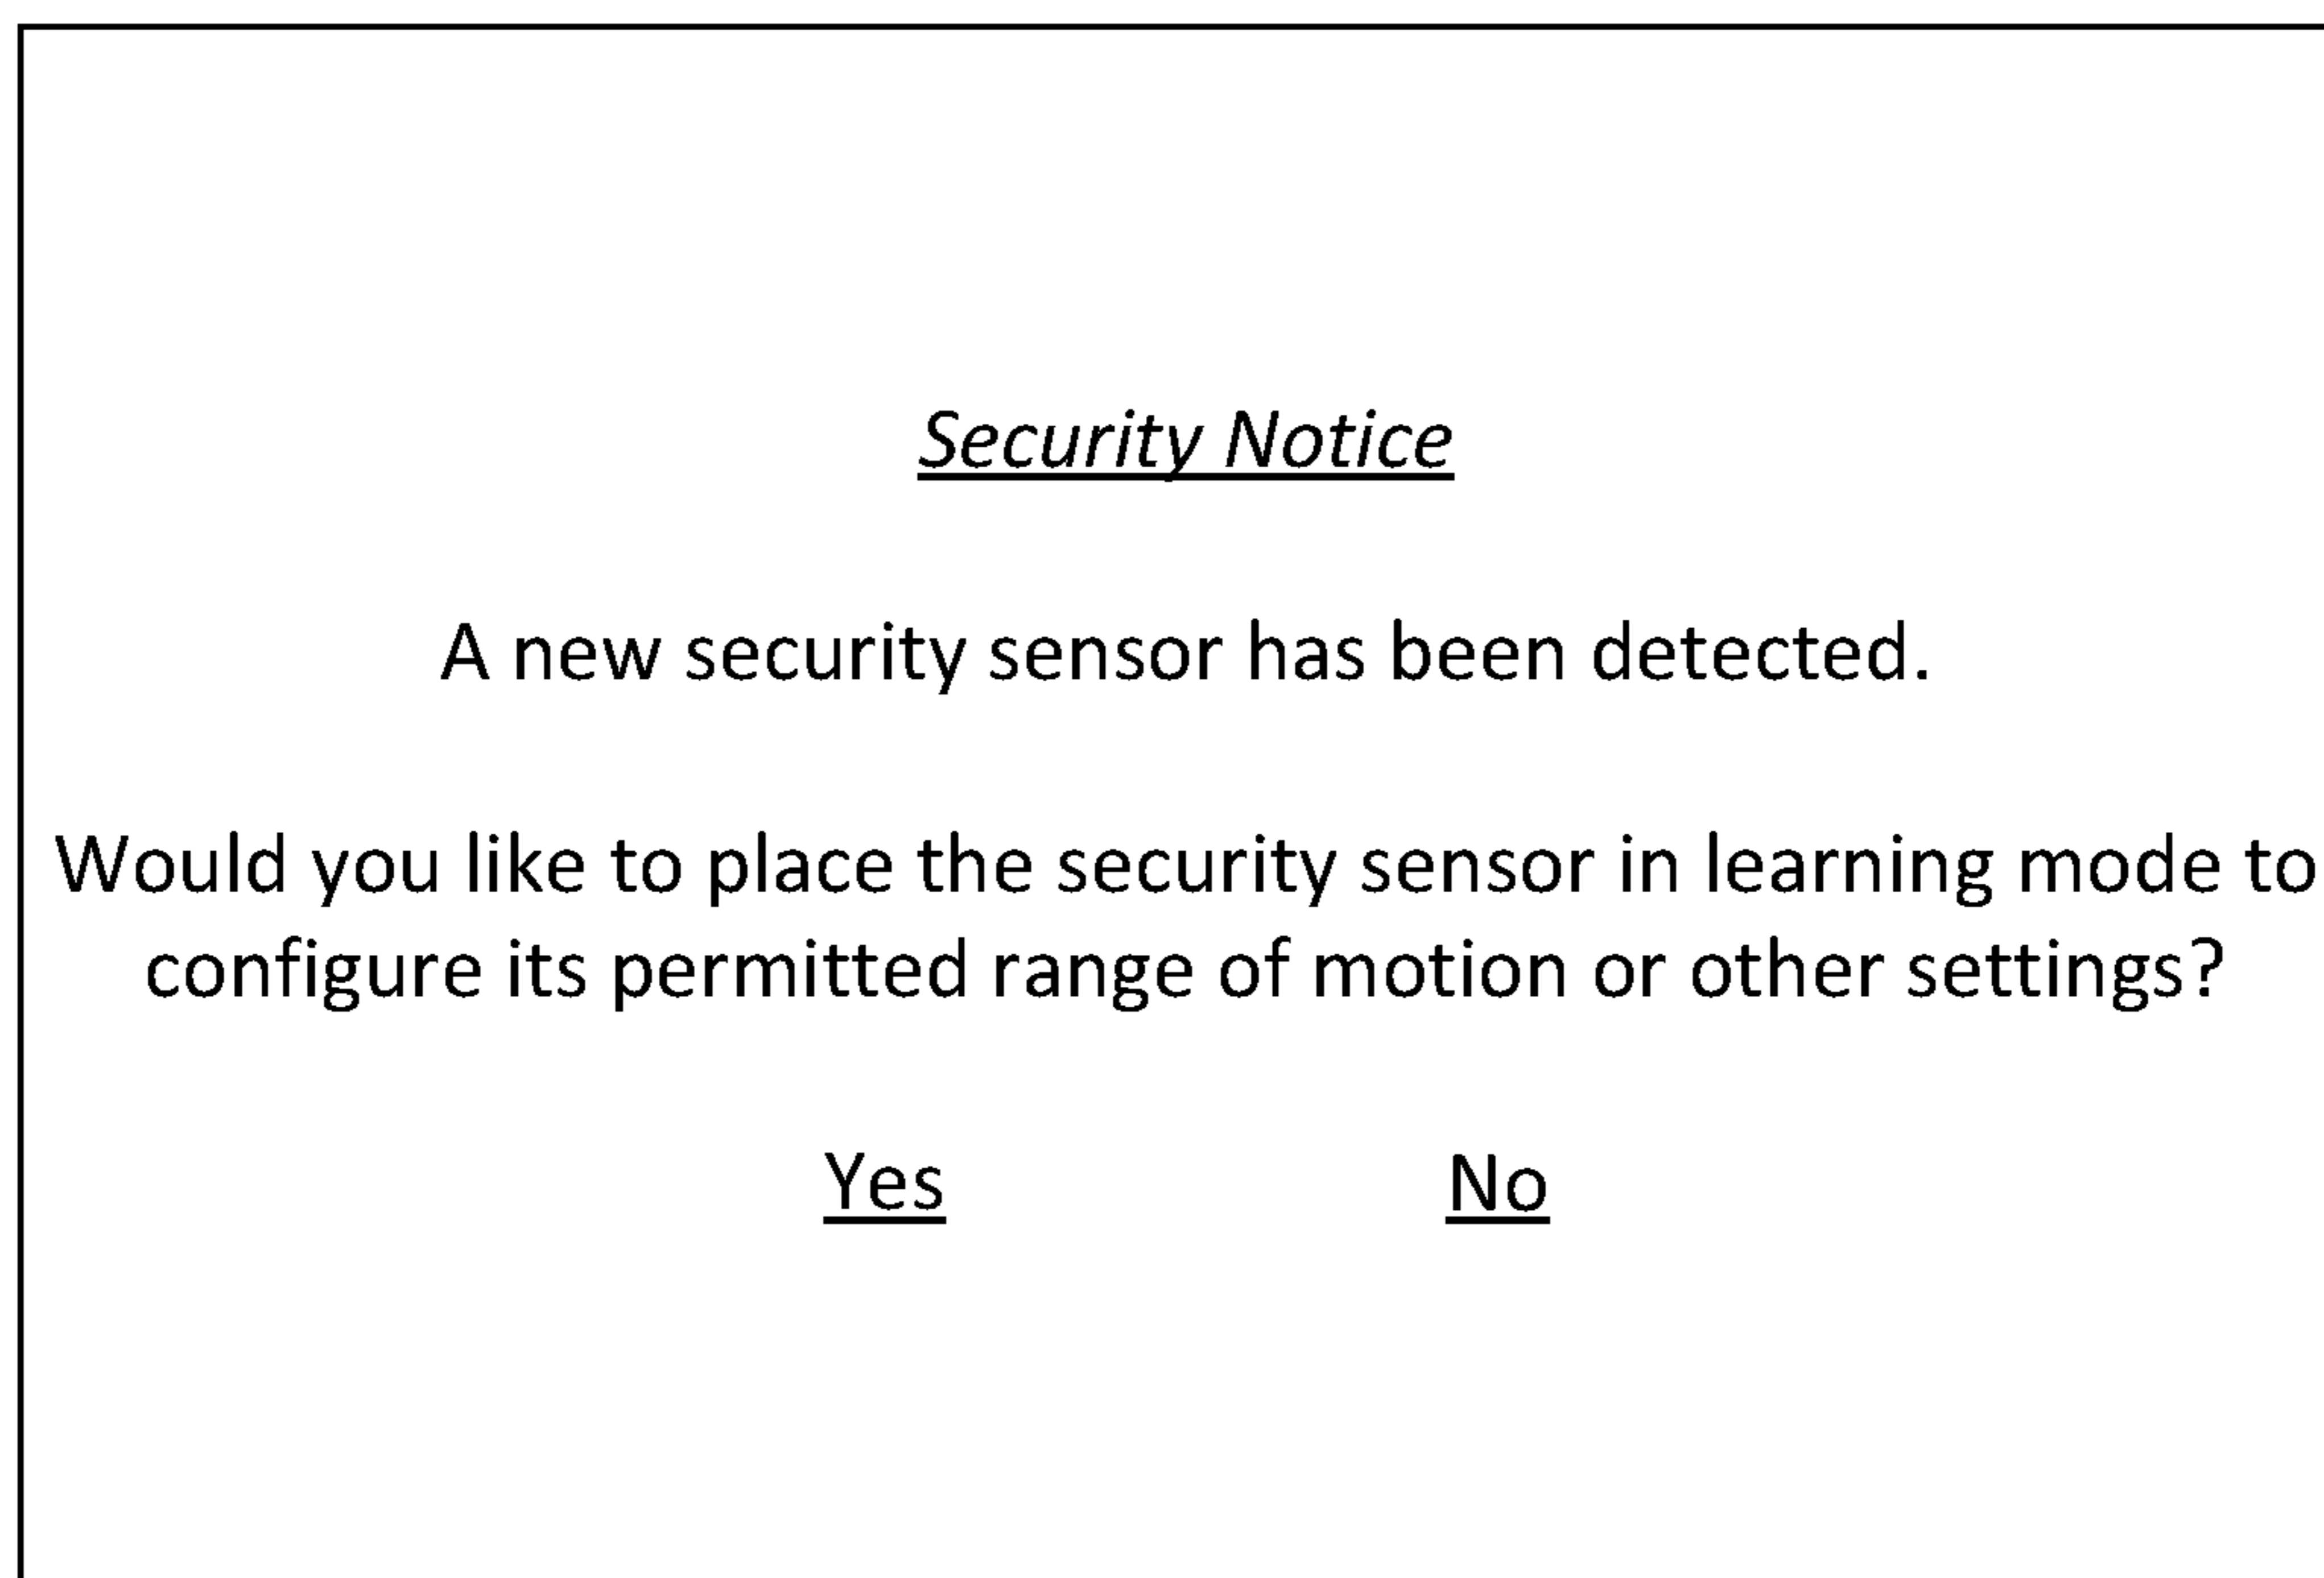 Security Notice
A new security sensor has been detected.
Would you like to place the security sensor in learning mode to
configure its permitted range of motion or other settings?
Yes No